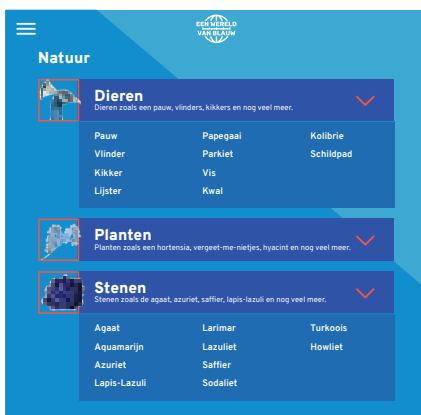 EEN WERELD
VAN BLAUW
Natuur
Dieren
Dieren zoals een pauw, vlinders, kikkers en nog veel meer.
Pauw Papegaai Kolibrie
Vlinder Parkiet Schildpad
Kikker Vis
Lijster Kwal
Planten
Planten zoals een hortensia, vergeet-me-nietjes, hyacint en nog veel meer.
Stenen
Stenen zoals de agaat, azuriet, saffier, lapis-lazuli en nog veel meer.
Agaat Larimar Turkoois
Aquamarijn Lazuliet Howliet
Azuriet Saffier
Lapis-Lazuli Sodaliet